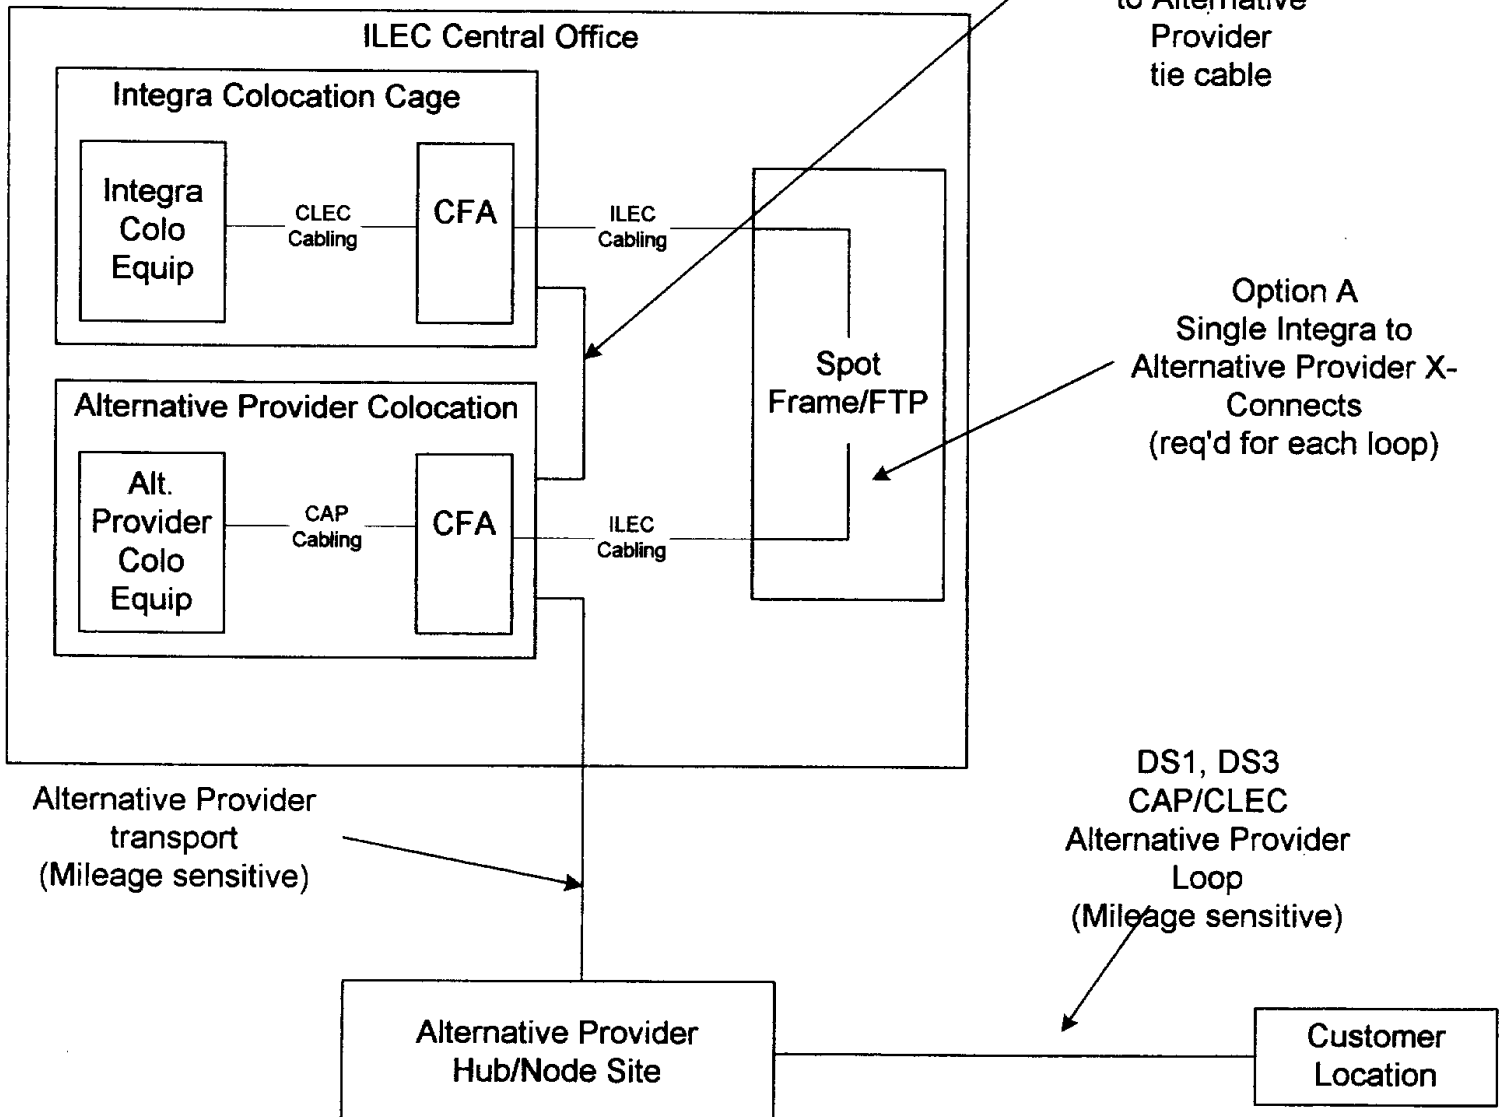 to Alternative
Provider
tie cable
ILEC Central Office
Integra Colocation Cage
Integra
Colo
Equip
CLEC
Cabling
CFA
ILEC
Cabling
Spot
Frame/FTP
Option A
Single Integra to
Alternative Provider X-
Connects
(req'd for each loop)
Alternative Provider Colocation
Alt.
Provider
Colo
Equip
CAP
Cabling
CFA
ILEC
Cabling
Alternative Provider
transport
(Mileage sensitive)
DS1, DS3
CAP/CLEC
Alternative Provider
Loop
(Mileage sensitive)
Alternative Provider
Hub/Node Site
Customer
Location